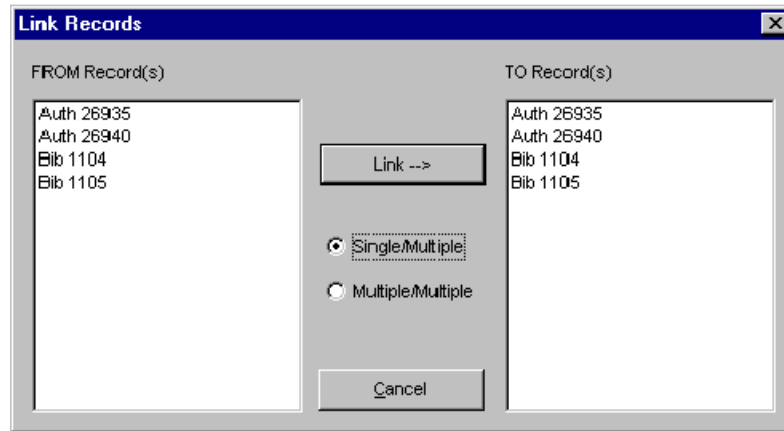 Link Records
FROM Record(s)
TO Record(s)
Auth 26935
Auth 26940
Bib 1104
Bib 1105
Link -->
Single/Multiple
Multiple/Multiple
Cancel
Auth 26935
Auth 26940
Bib 1104
Bib 1105